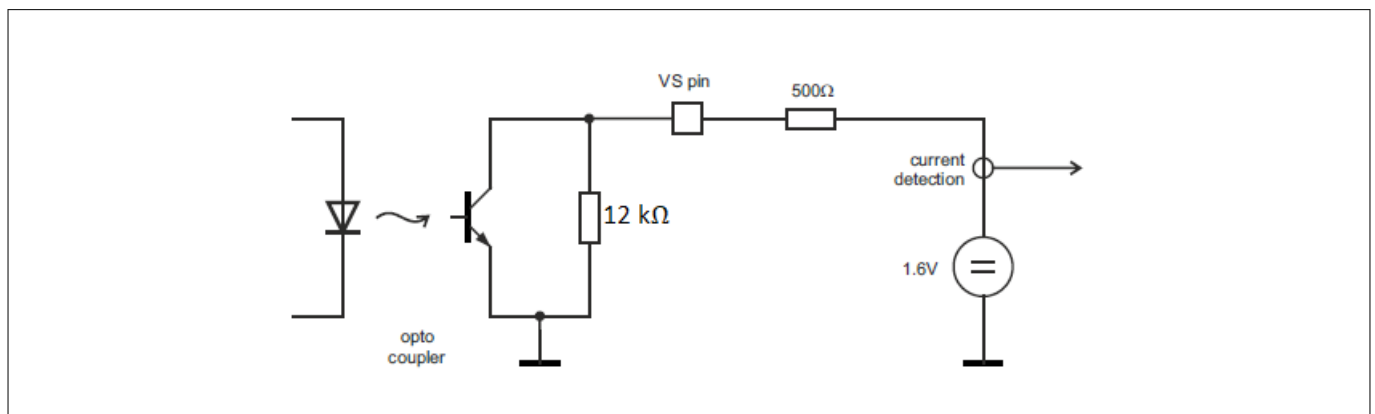 VS pin
500Ω
current
detection
12 kΩ
1.6V
opto
coupler